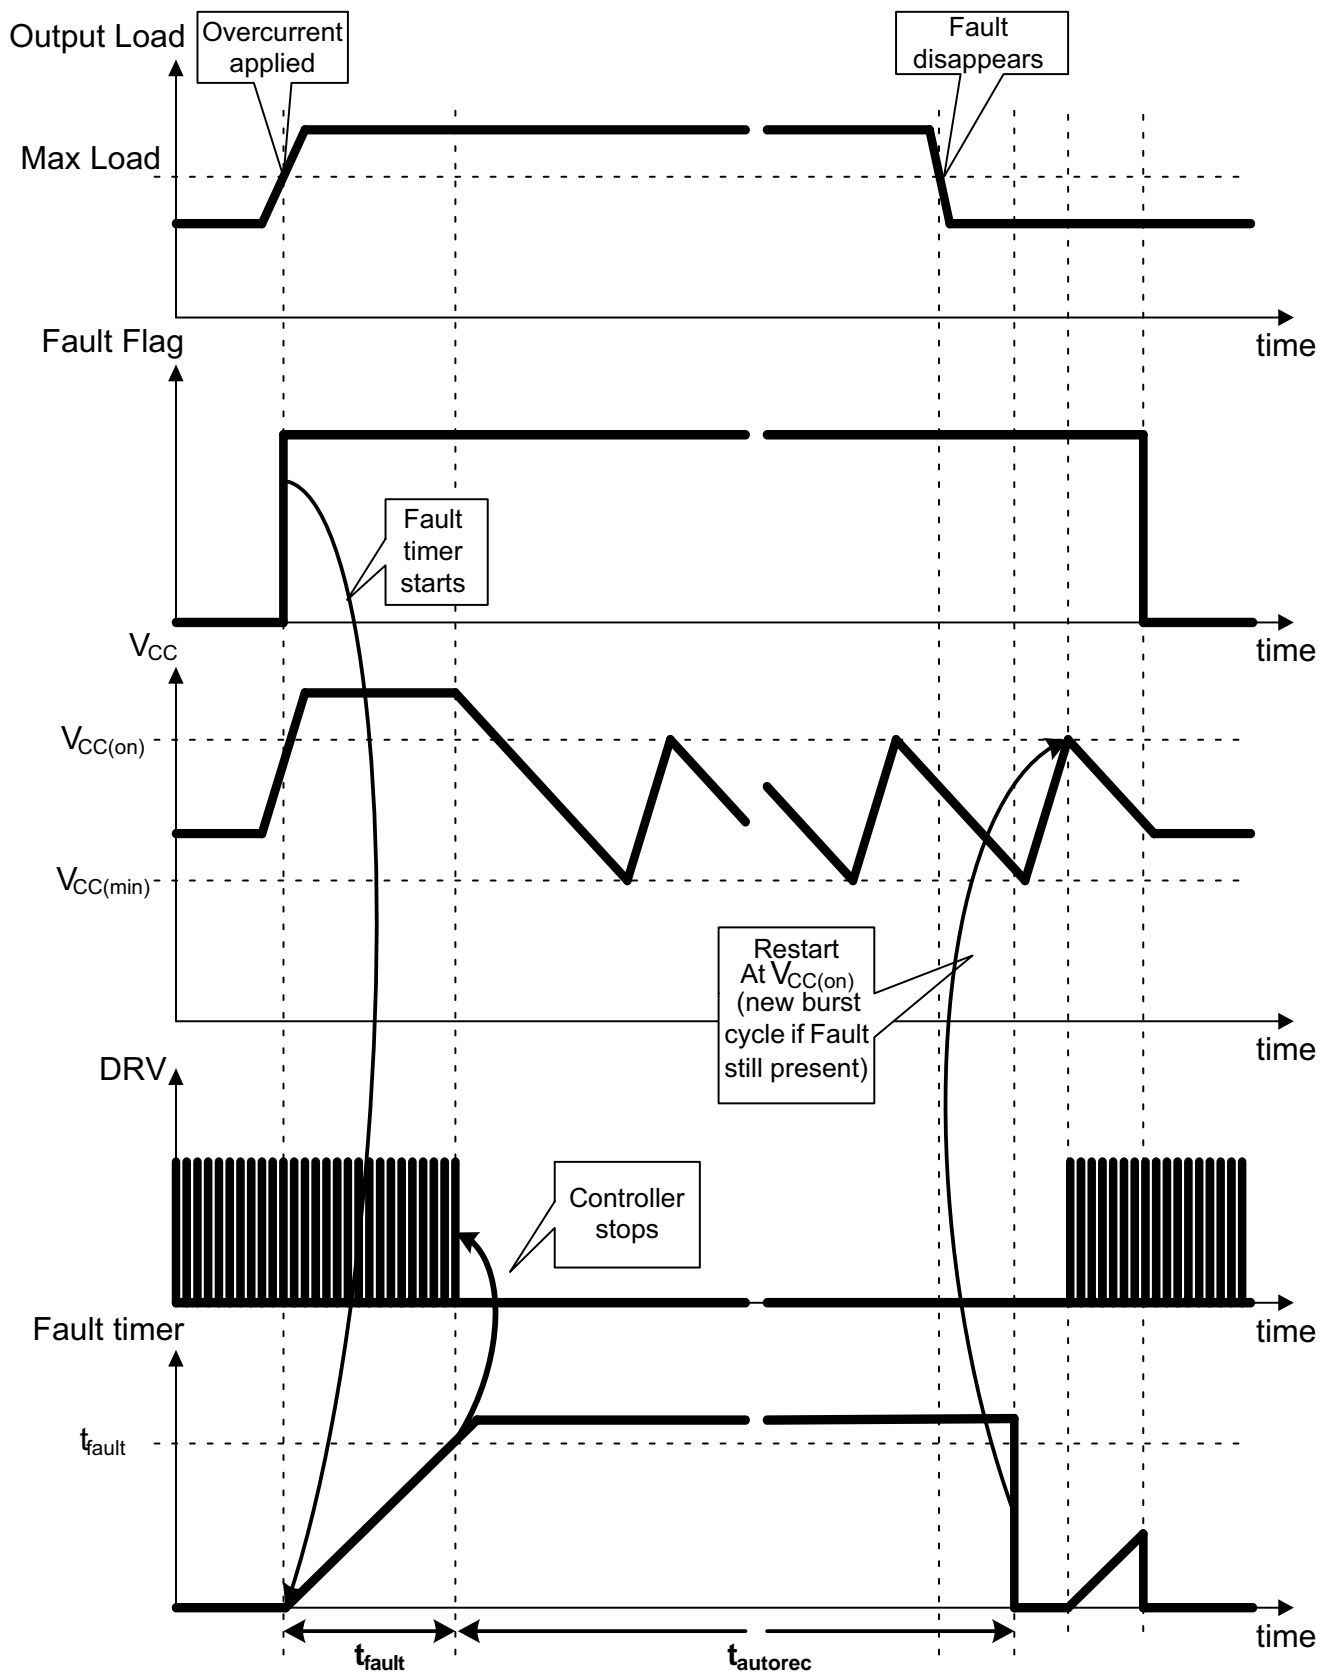 Output Load
Overcurrent
applied
Fault
disappears
Max Load
time
Fault Flag
Fault
timer
starts
time
VCC
VCC(on)
VCC(min)
Restart
At VCC(on)
(new burst
cycle if Fault
still present)
time
DRV
Controller
stops
time
Fault timer
tfault
time
tfault
tautorec